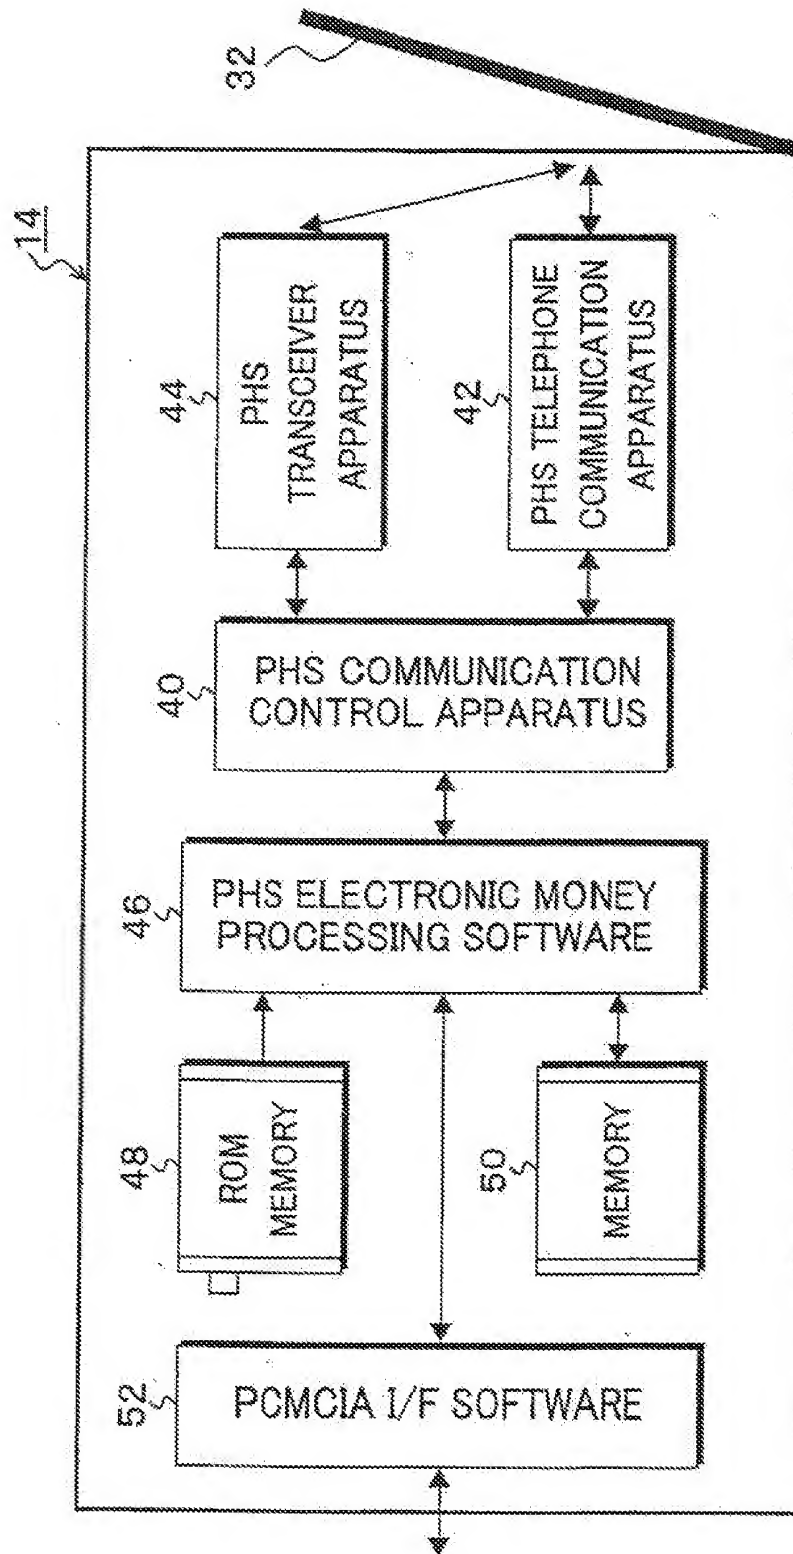 14
32
44
PHS
TRANSCEIVER
APPARATUS
42
PHS TELEPHONE
COMMUNICATION
APPARATUS
40
PHS COMMUNICATION
CONTROL APPARATUS
46
PHS ELECTRONIC MONEY
PROCESSING SOFTWARE
48
ROM
MEMORY
50
MEMORY
52
PCMCIA I/F SOFTWARE